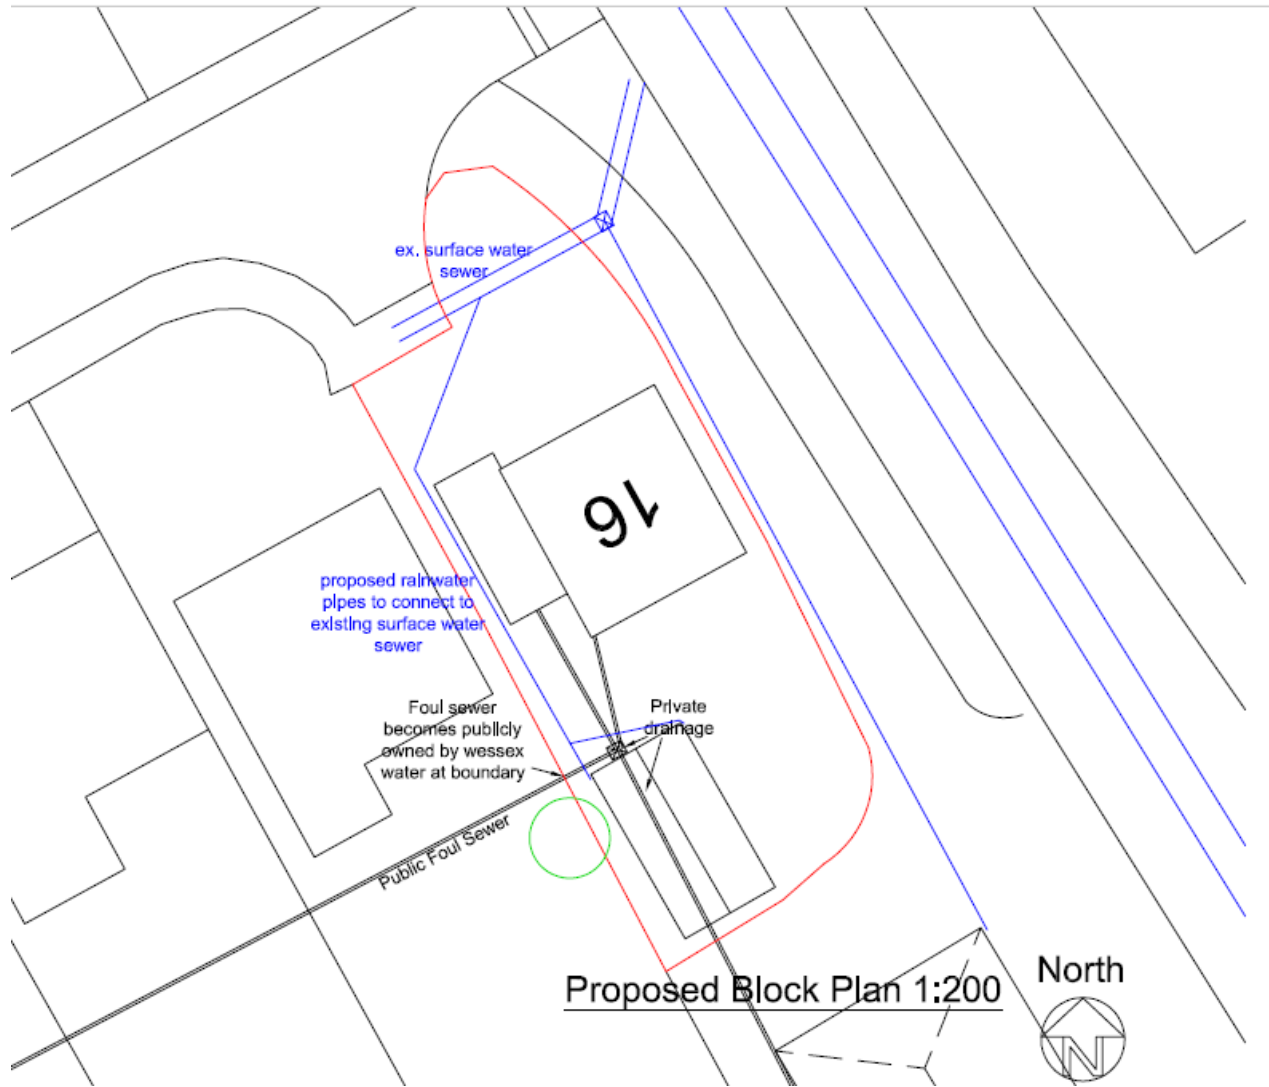 ex. surface water
sewer
16
proposed rainwater
pipes to connect to
existing surface water
sewer
Foul sewer
becomes publicly
owned by wessex
water at boundary
Private
drainage
Public Foul Sewer
Proposed Block Plan 1:200
North
N